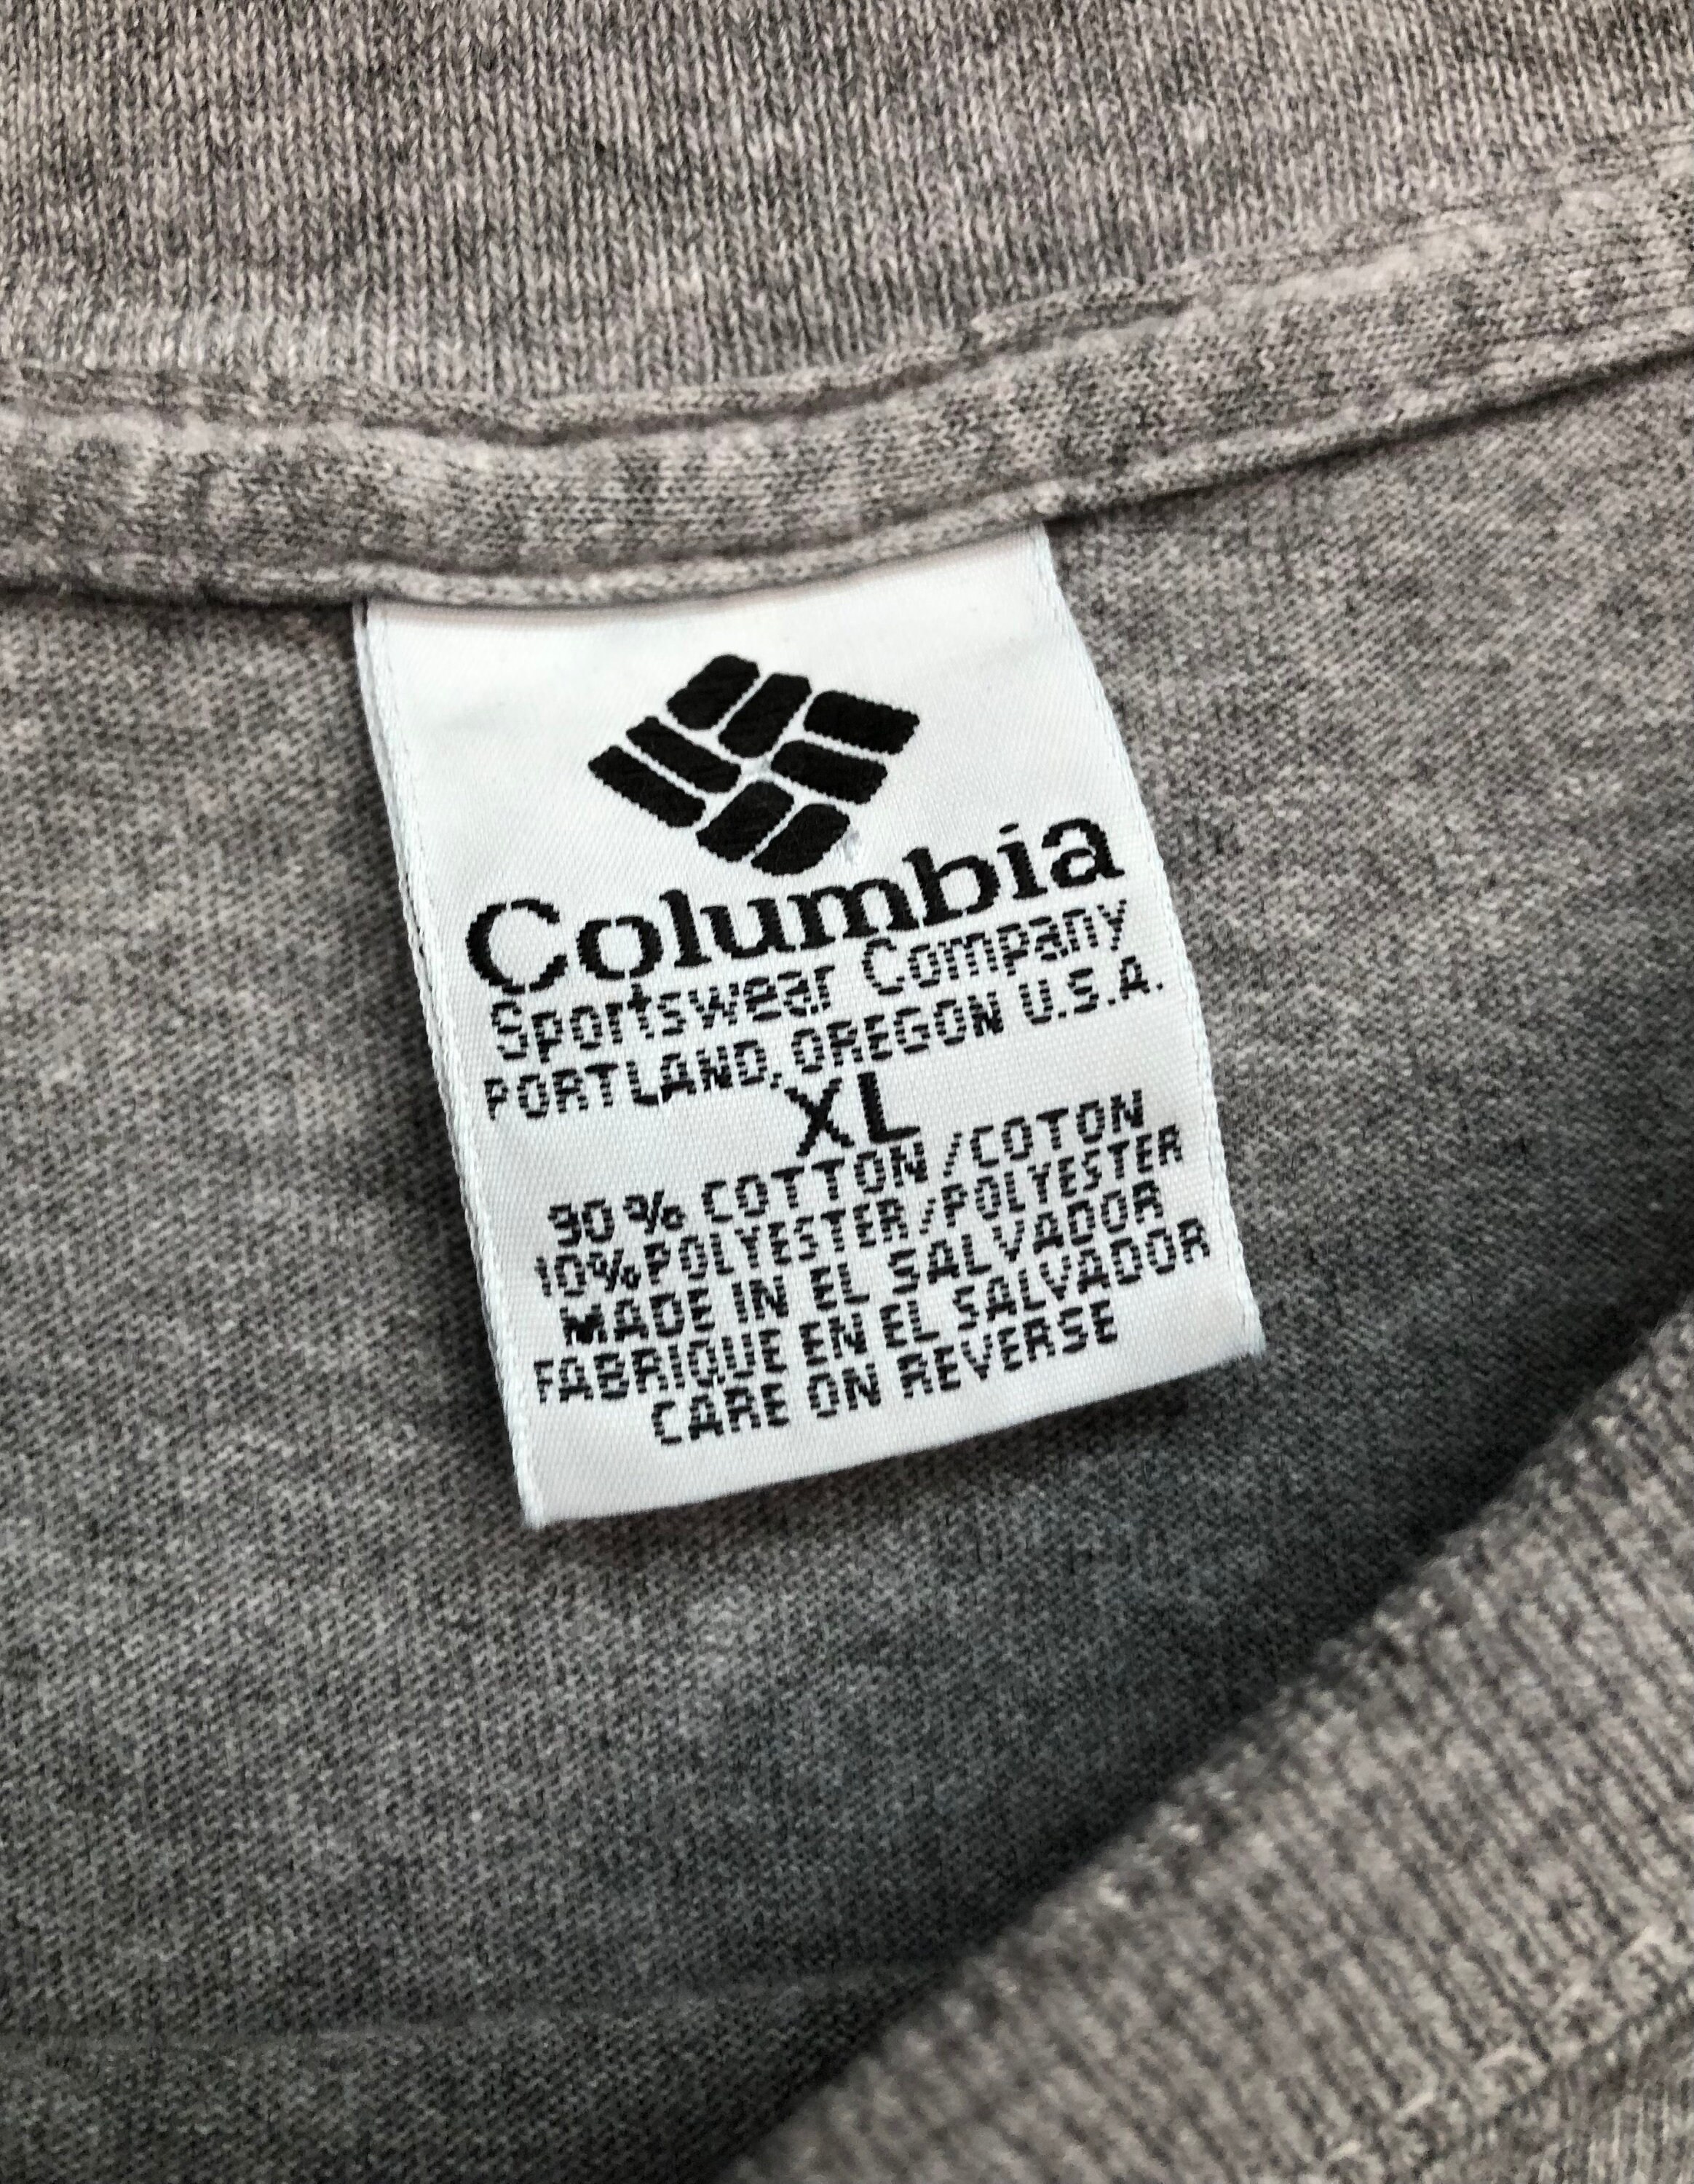 Columbia
Sportswear Company
PORTLAND, OREGON U.S.A.
XL
90% COTTON/COTON
10% POLYESTER/POLYESTER
MADE IN EL SALVADOR
FABRIQUE EN EL SALVADOR
CARE ON REVERSE